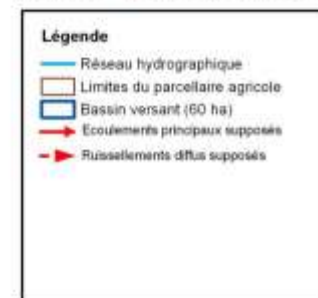 Légende
Réseau hydrographique
Limites du parcellaire agricole
Bassin versant (60 ha)
Ecoulements principaux supposés
Ruissellements diffus supposés